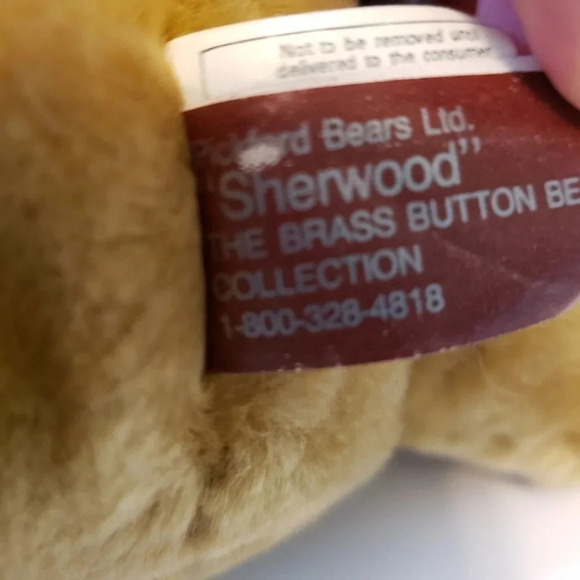 Not to be removed until
delivered to the consumer
Pickford Bears Ltd.
"Sherwood"
THE BRASS BUTTON BE
COLLECTION
1-800-328-4818